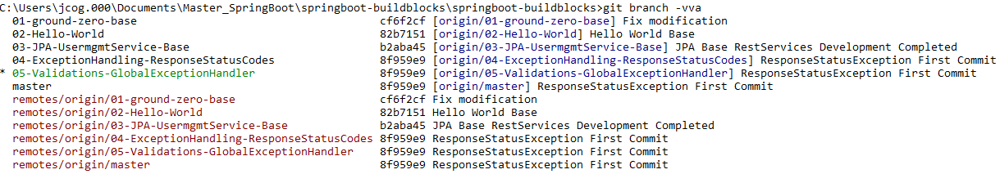 C:\Users\jcog.000\Documents\Master_SpringBoot\springboot-buildblocks\springboot-buildblocks>git branch -vva
  01-ground-zero-base                              cf6f2cf [origin/01-ground-zero-base] Fix modification
  02-Hello-World                                   82b7151 [origin/02-Hello-World] Hello World Base
  03-JPA-UsermgmtService-Base                      b2aba45 [origin/03-JPA-UsermgmtService-Base] JPA Base RestServices Development Completed
  04-ExceptionHandling-ResponseStatusCodes         8f959e9 [origin/04-ExceptionHandling-ResponseStatusCodes] ResponseStatusException First Commit
* 05-Validations-GlobalExceptionHandler            8f959e9 [origin/05-Validations-GlobalExceptionHandler] ResponseStatusException First Commit
  master                                           8f959e9 [origin/master] ResponseStatusException First Commit
  remotes/origin/01-ground-zero-base               cf6f2cf Fix modification
  remotes/origin/02-Hello-World                    82b7151 Hello World Base
  remotes/origin/03-JPA-UsermgmtService-Base       b2aba45 JPA Base RestServices Development Completed
  remotes/origin/04-ExceptionHandling-ResponseStatusCodes 8f959e9 ResponseStatusException First Commit
  remotes/origin/05-Validations-GlobalExceptionHandler 8f959e9 ResponseStatusException First Commit
  remotes/origin/master                            8f959e9 ResponseStatusException First Commit